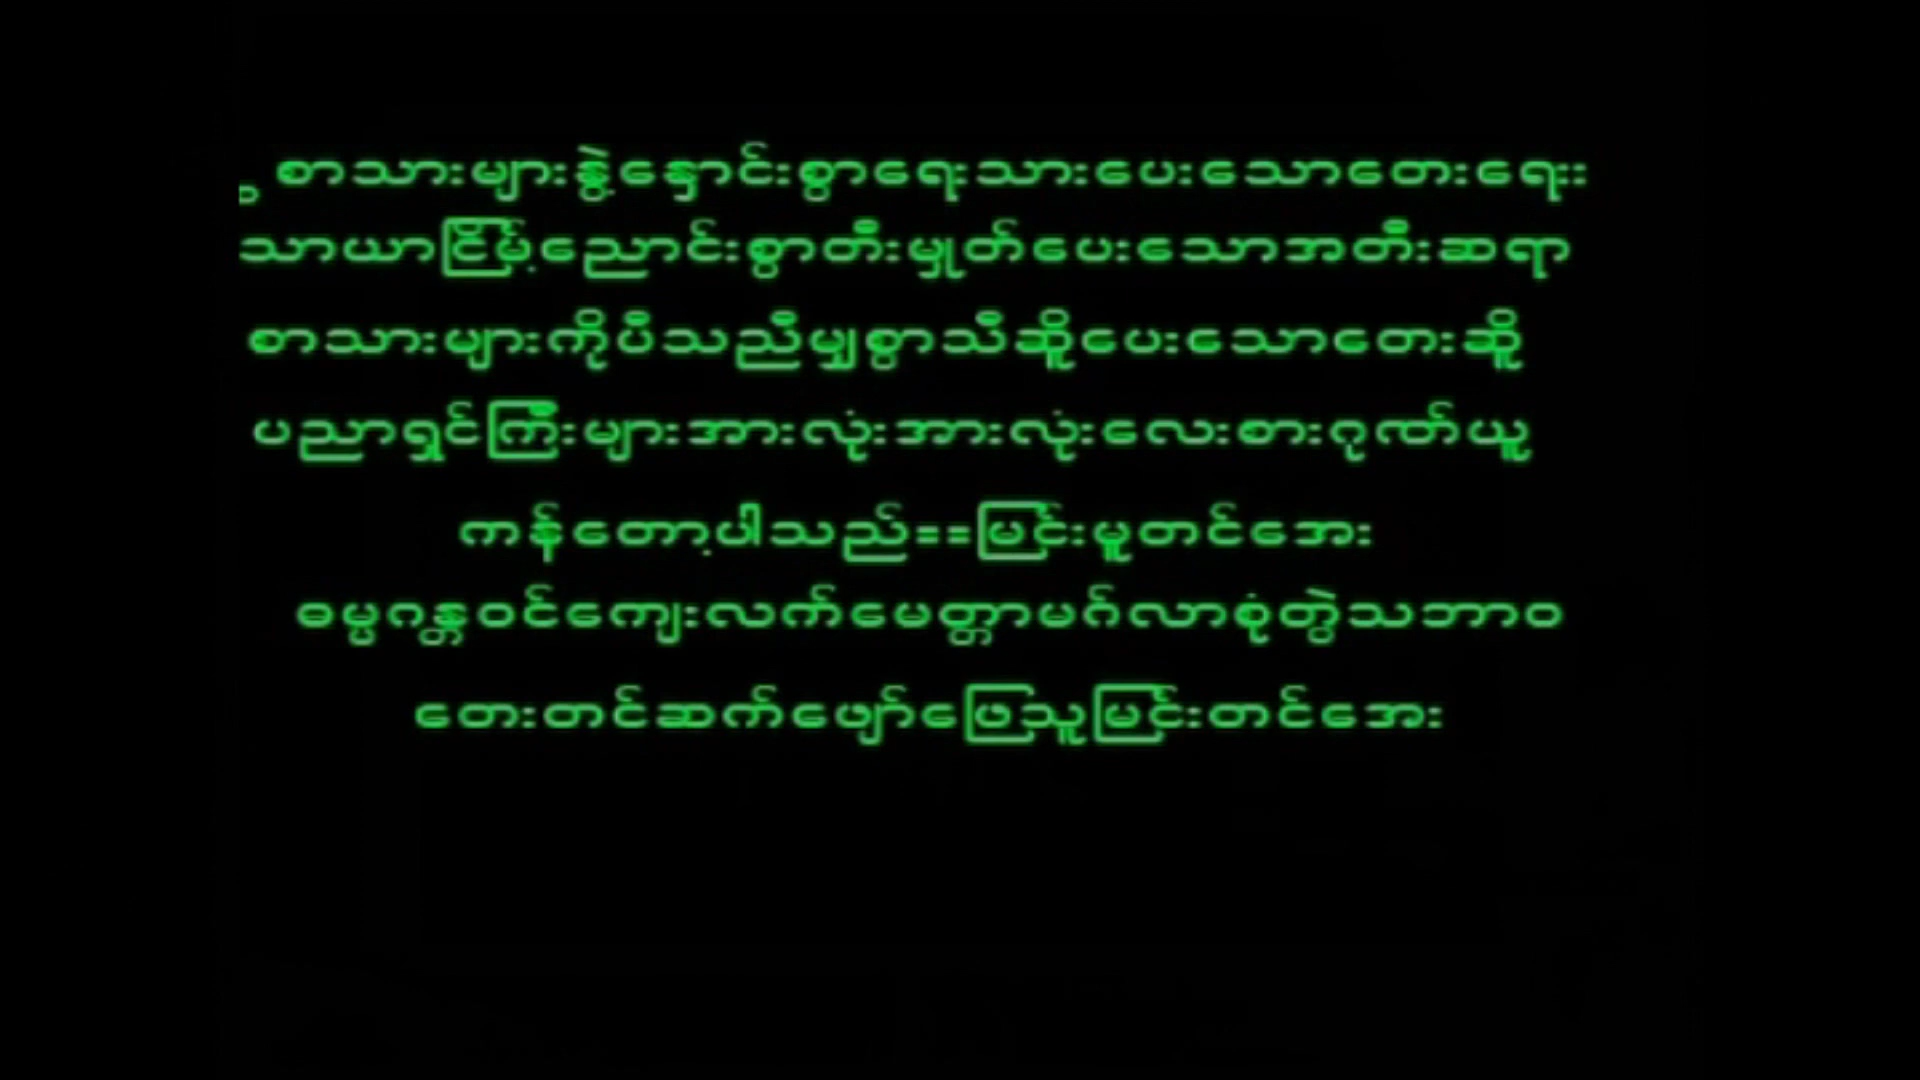 စာသားများနွဲ့နှောင်းစွာရေးသားပေးသောတေးရေးး
သာယာငြိမ့်ညောင်းစွာတီးမှုတ်ပေးသောအတီးဆရာ
စာသားများကိုပီသညီမျှစွာသီဆိူပေးသောတေးဆိူ
ပညာရှင်ကြီးများအားလုံးအားလုံးလေးစားဂုဏ်ယူ
ကန်တော့ပါသည်==မြင်းမူတင်အေး
ဓမ္မဂန္တဝင်ကျေးလက်မေတ္တာမဂ်လာစုံတွဲသဘာဝ
တေးတင်ဆက်ဖျော်ဖြေသူမြင်းတင်အေး